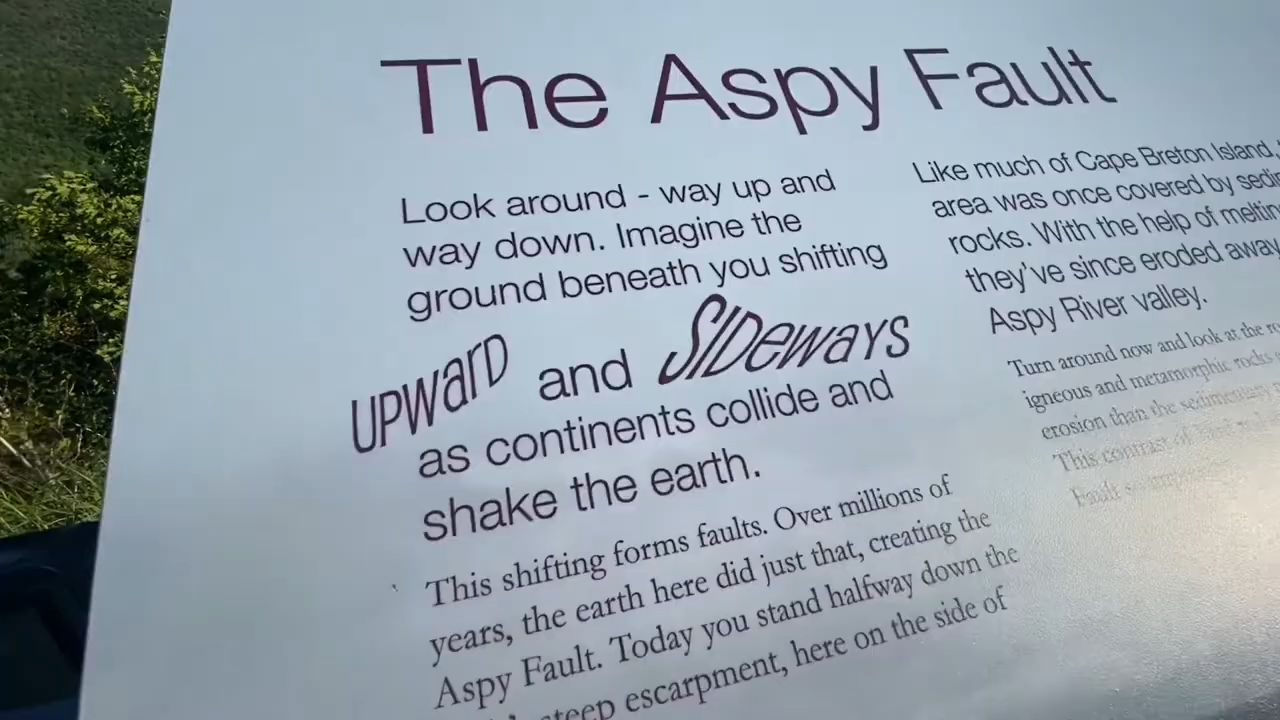 The Aspy Fault
Look around - way up and
way down. Imagine the
ground beneath you shifting
UPWARD and SIDEWAYS
as continents collide and
shake the earth.
This shifting forms faults. Over millions of
years, the earth here did just that, creating the
Aspy Fault. Today you stand halfway down the
steep escarpment, here on the side of
Like much of Cape Breton Island,
area was once covered by
rocks. With the help of
they've since eroded away
Aspy River valley.
Turn around now and look at the
igneous and metamorphic rocks
erosion than the sedimentary
This contrast of
Fault